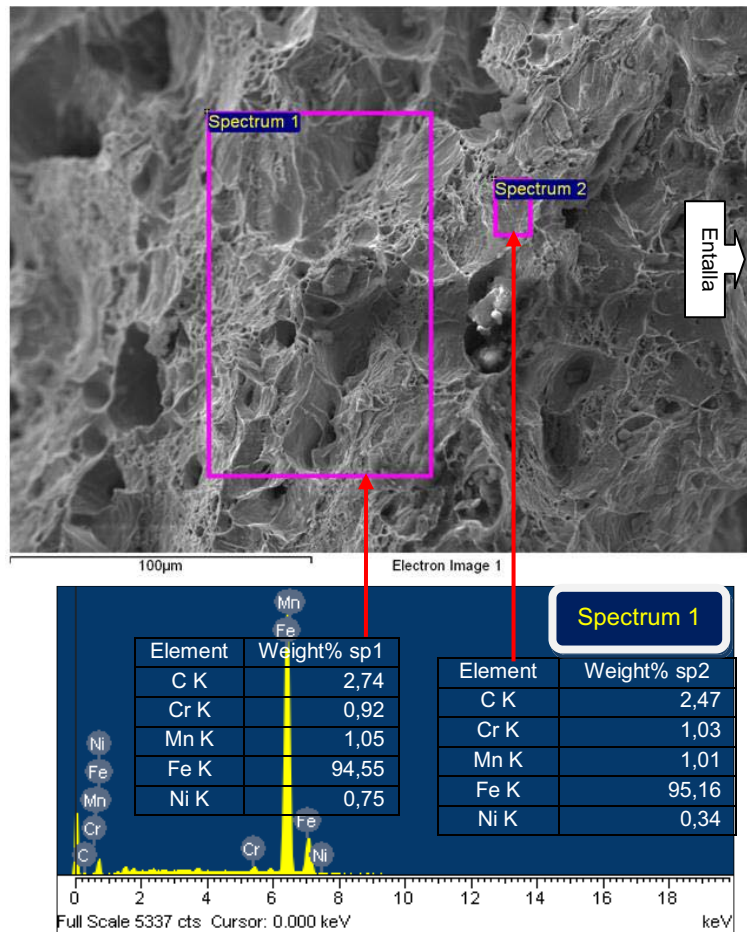 Spectrum 1
Spectrum 2
Entalla
100µm
Electron Image 1
Spectrum 1
Element Weight% sp1
C K 2,74
Cr K 0,92
Mn K 1,05
Fe K 94,55
Ni K 0,75
Element Weight% sp2
C K 2,47
Cr K 1,03
Mn K 1,01
Fe K 95,16
Ni K 0,34
Mn
Fe
Ni
Fe
Mn
Cr
C
Cr
Fe
Ni
0 2 4 6 8 10 12 14 16 18
Full Scale 5337 cts Cursor: 0.000 keV
keV